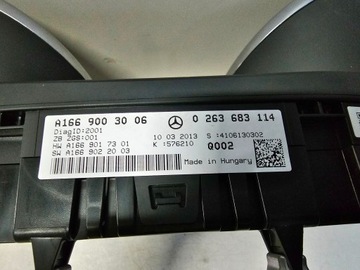 A166 900 30 06 0 263 683 114
DiagID:2001
ZB ZGS:001 10 03 2013 S :4106130302
HW A166 901 73 01 K :576210 Q002
SW A166 902 20 03
Made in Hungary